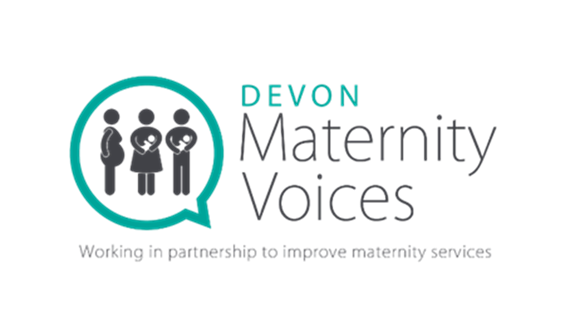 DEVON
Maternity
Voices
Working in partnership to improve maternity services